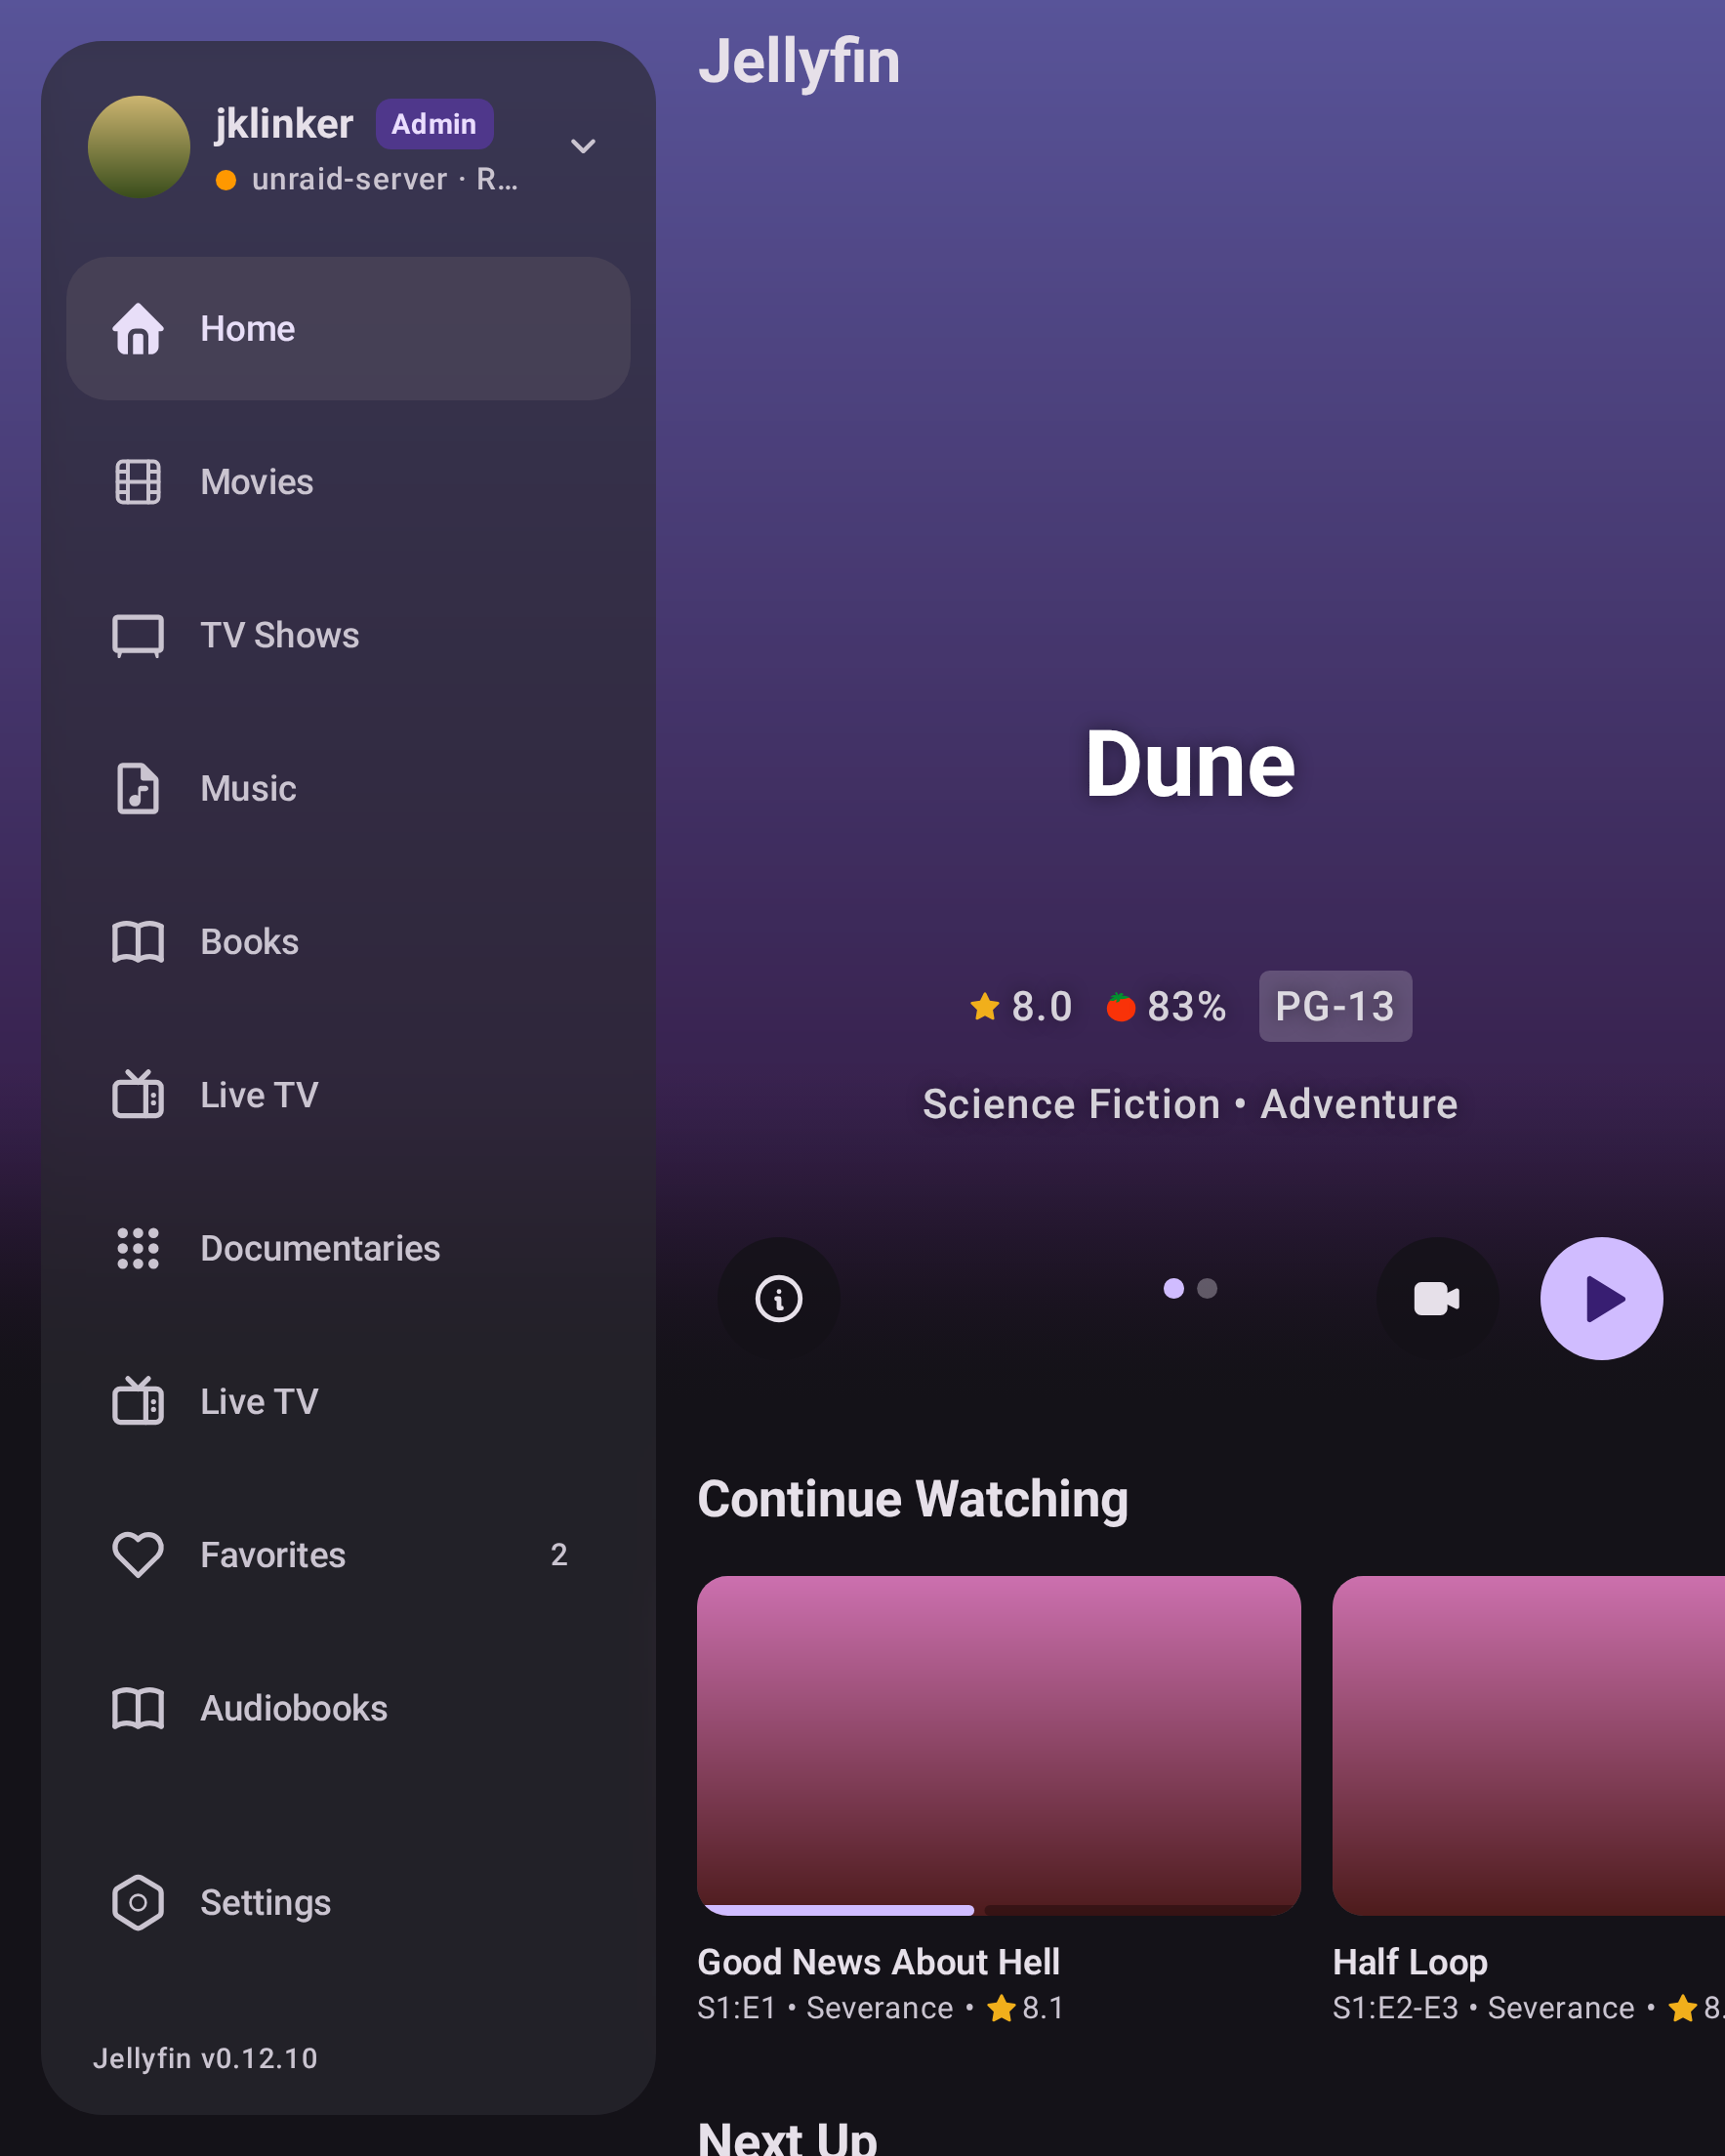 jklinker Admin
unraid-server · R…
Home
Movies
TV Shows
Music
Books
Live TV
Documentaries
Live TV
Favorites 2
Audiobooks
Settings
Jellyfin v0.12.10
Jellyfin
Dune
8.0 83% PG-13
Science Fiction • Adventure
Continue Watching
Good News About Hell
S1:E1 • Severance • 8.1
Half Loop
S1:E2-E3 • Severance • 8.
Next Up